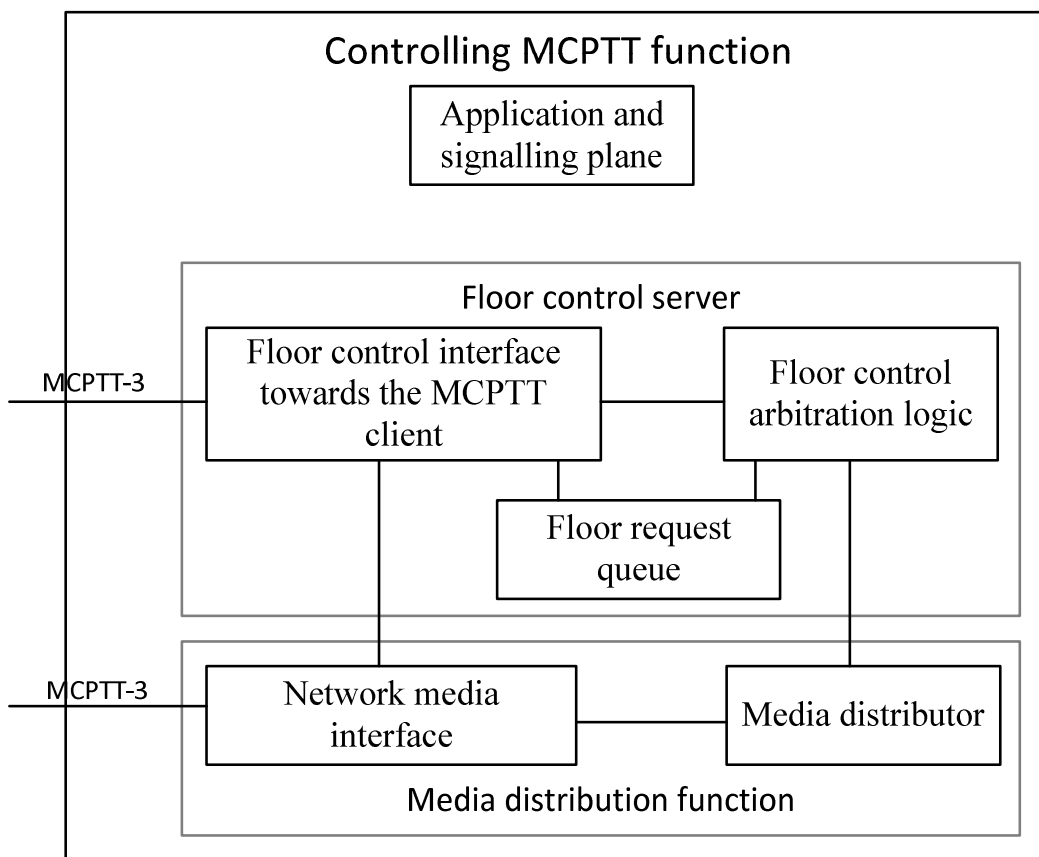 Controlling MCPTT function
Application and
signalling plane
Floor control server
Floor control interface
towards the MCPTT
client
Floor control
arbitration logic
MCPTT-3
Floor request
queue
MCPTT-3
Network media
interface
Media distributor
Media distribution function